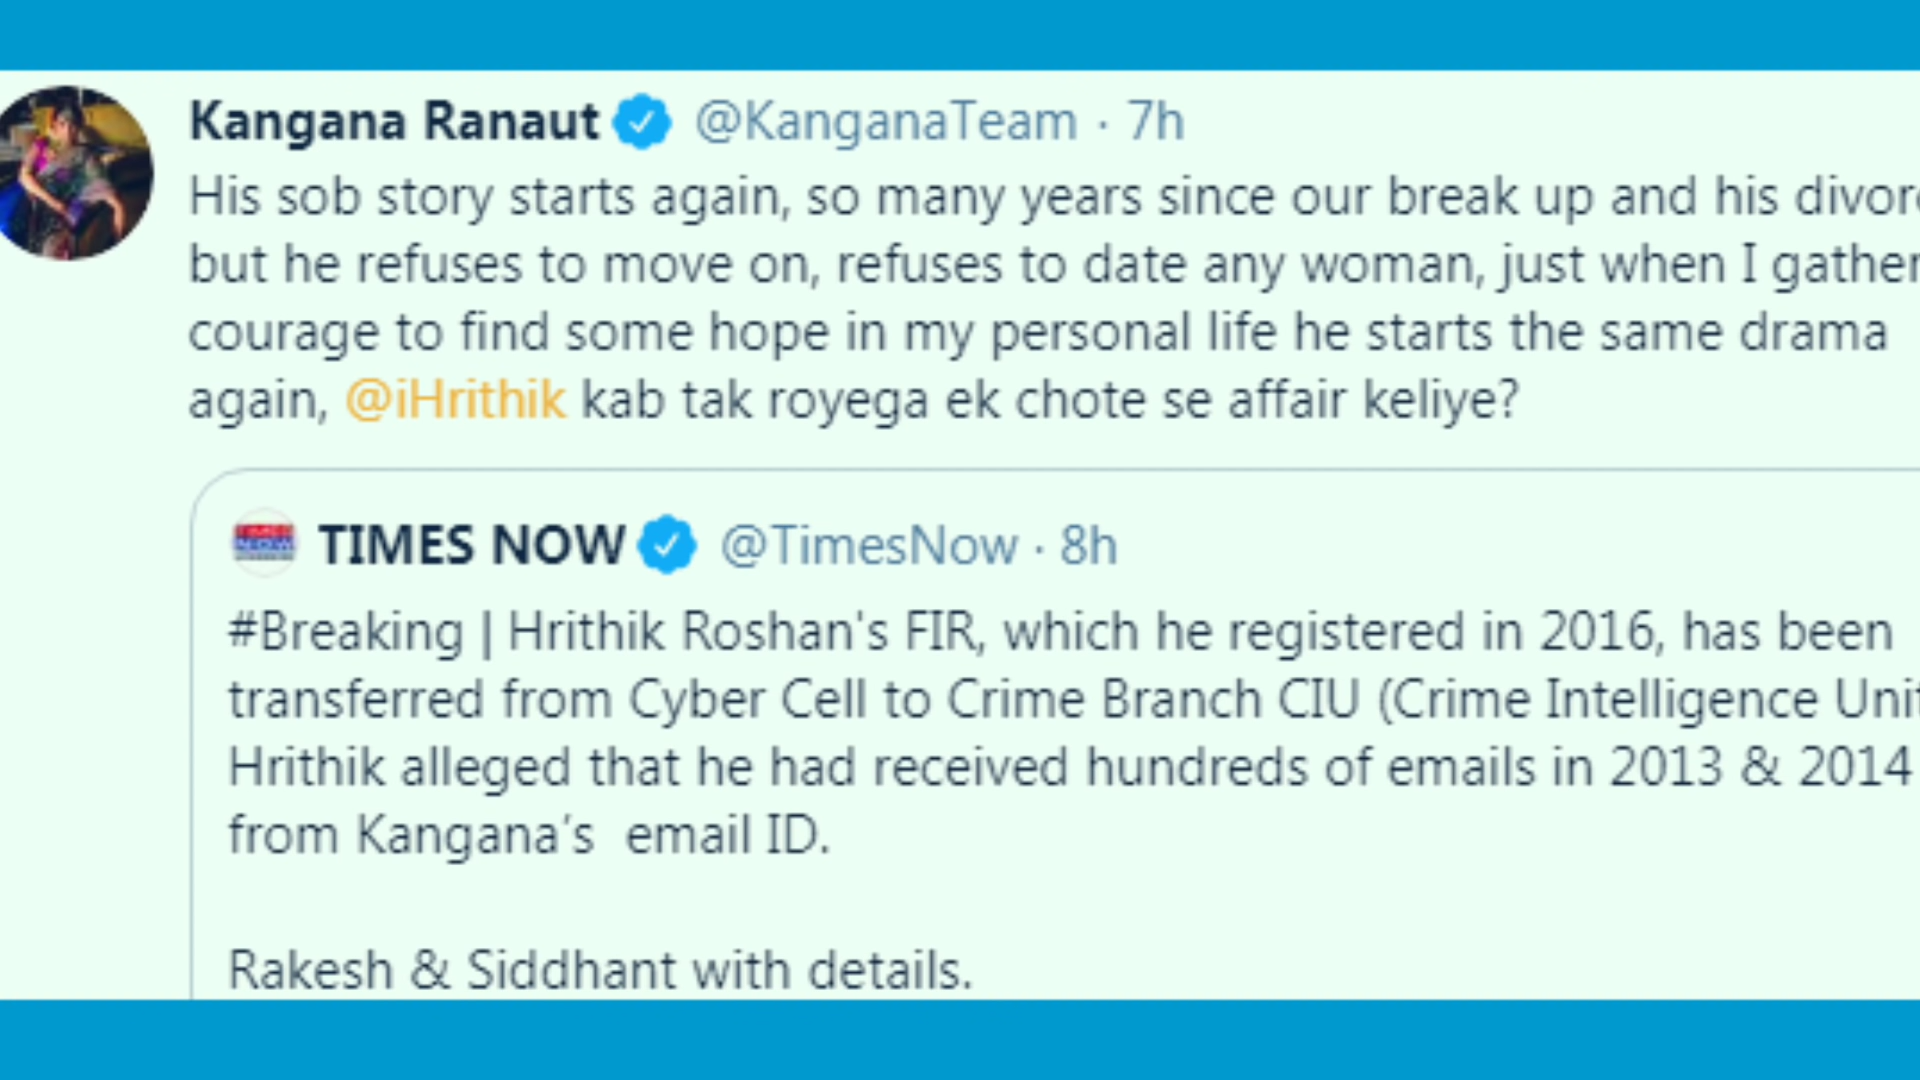 Kangana Ranaut @KanganaTeam · 7h
His sob story starts again, so many years since our break up and his divor
but he refuses to move on, refuses to date any woman, just when I gather
courage to find some hope in my personal life he starts the same drama
again, @iHrithik kab tak royega ek chote se affair keliye?
TIMES NOW @TimesNow · 8h
#Breaking | Hrithik Roshan's FIR, which he registered in 2016, has been
transferred from Cyber Cell to Crime Branch CIU (Crime Intelligence Unit
Hrithik alleged that he had received hundreds of emails in 2013 & 2014
from Kangana's email ID.
Rakesh & Siddhant with details.